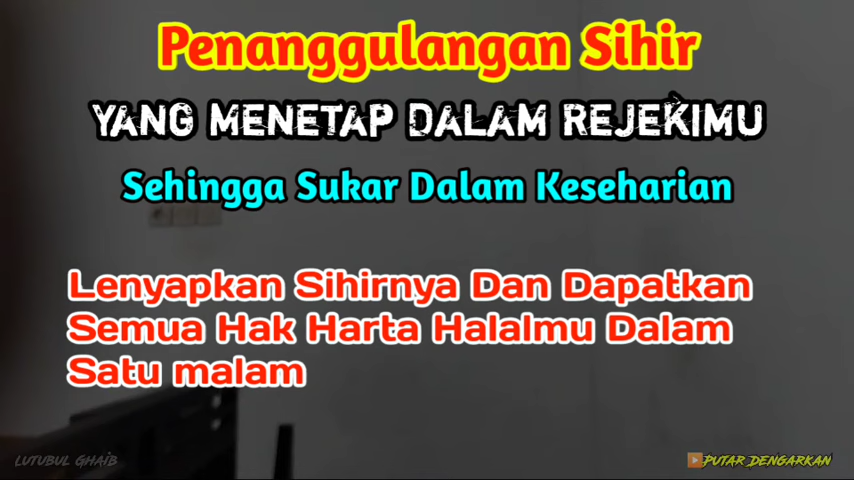 Penanggulangan Sihir
YANG MENETAP DALAM REJEKIMU
Sehingga Sukar Dalam Keseharian
Lenyapkan Sihirnya Dan Dapatkan
Semua Hak Harta Halalmu Dalam
Satu malam
LUTUBUL GHAIB
PUTAR DENGARKAN